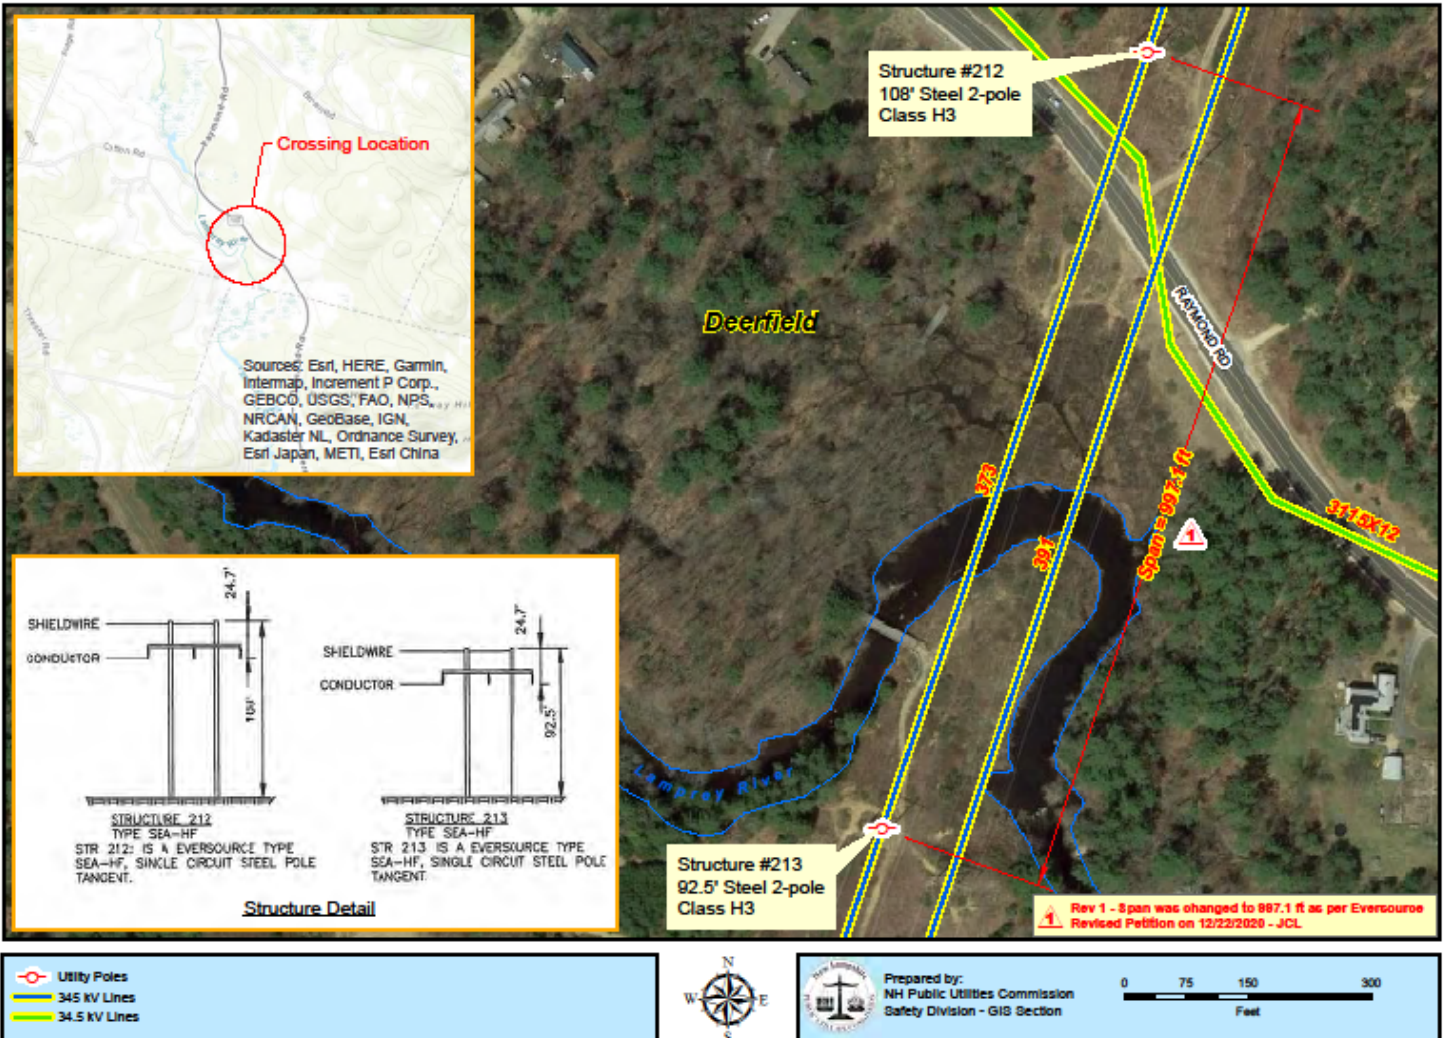 Crossing Location
Raymond-Rd
Cotton Rd
Sources: Esri, HERE, Garmin,
Intermap, Increment P Corp.,
GEBCO, USGS, FAO, NPS,
NRCAN, GeoBase, IGN,
Kadaster NL, Ordnance Survey,
Esri Japan, METI, Esri China
Structure #212
108' Steel 2-pole
Class H3
Deerfield
RAYMOND RD
373
391
Span = 997.1 ft
1
3115X12
Lamprey River
24.7'
SHIELDWIRE
CONDUCTOR
108'
STRUCTURE 212
TYPE SEA-HF
STR 212: IS A EVERSOURCE TYPE
SEA-HF, SINGLE CIRCUIT STEEL POLE
TANGENT.
24.7'
SHIELDWIRE
CONDUCTOR
92.5'
STRUCTURE 213
TYPE SEA-HF
STR 213 IS A EVERSOURCE TYPE
SEA-HF, SINGLE CIRCUIT STEEL POLE
TANGENT
Structure Detail
Structure #213
92.5' Steel 2-pole
Class H3
1
Rev 1 - Span was changed to 997.1 ft as per Eversource
Revised Petition on 12/22/2020 - JCL
Utility Poles
345 kV Lines
34.5 kV Lines
N
W E
S
New Hampshire
Prepared by:
NH Public Utilities Commission
Safety Division - GIS Section
0 75 150 300
Feet